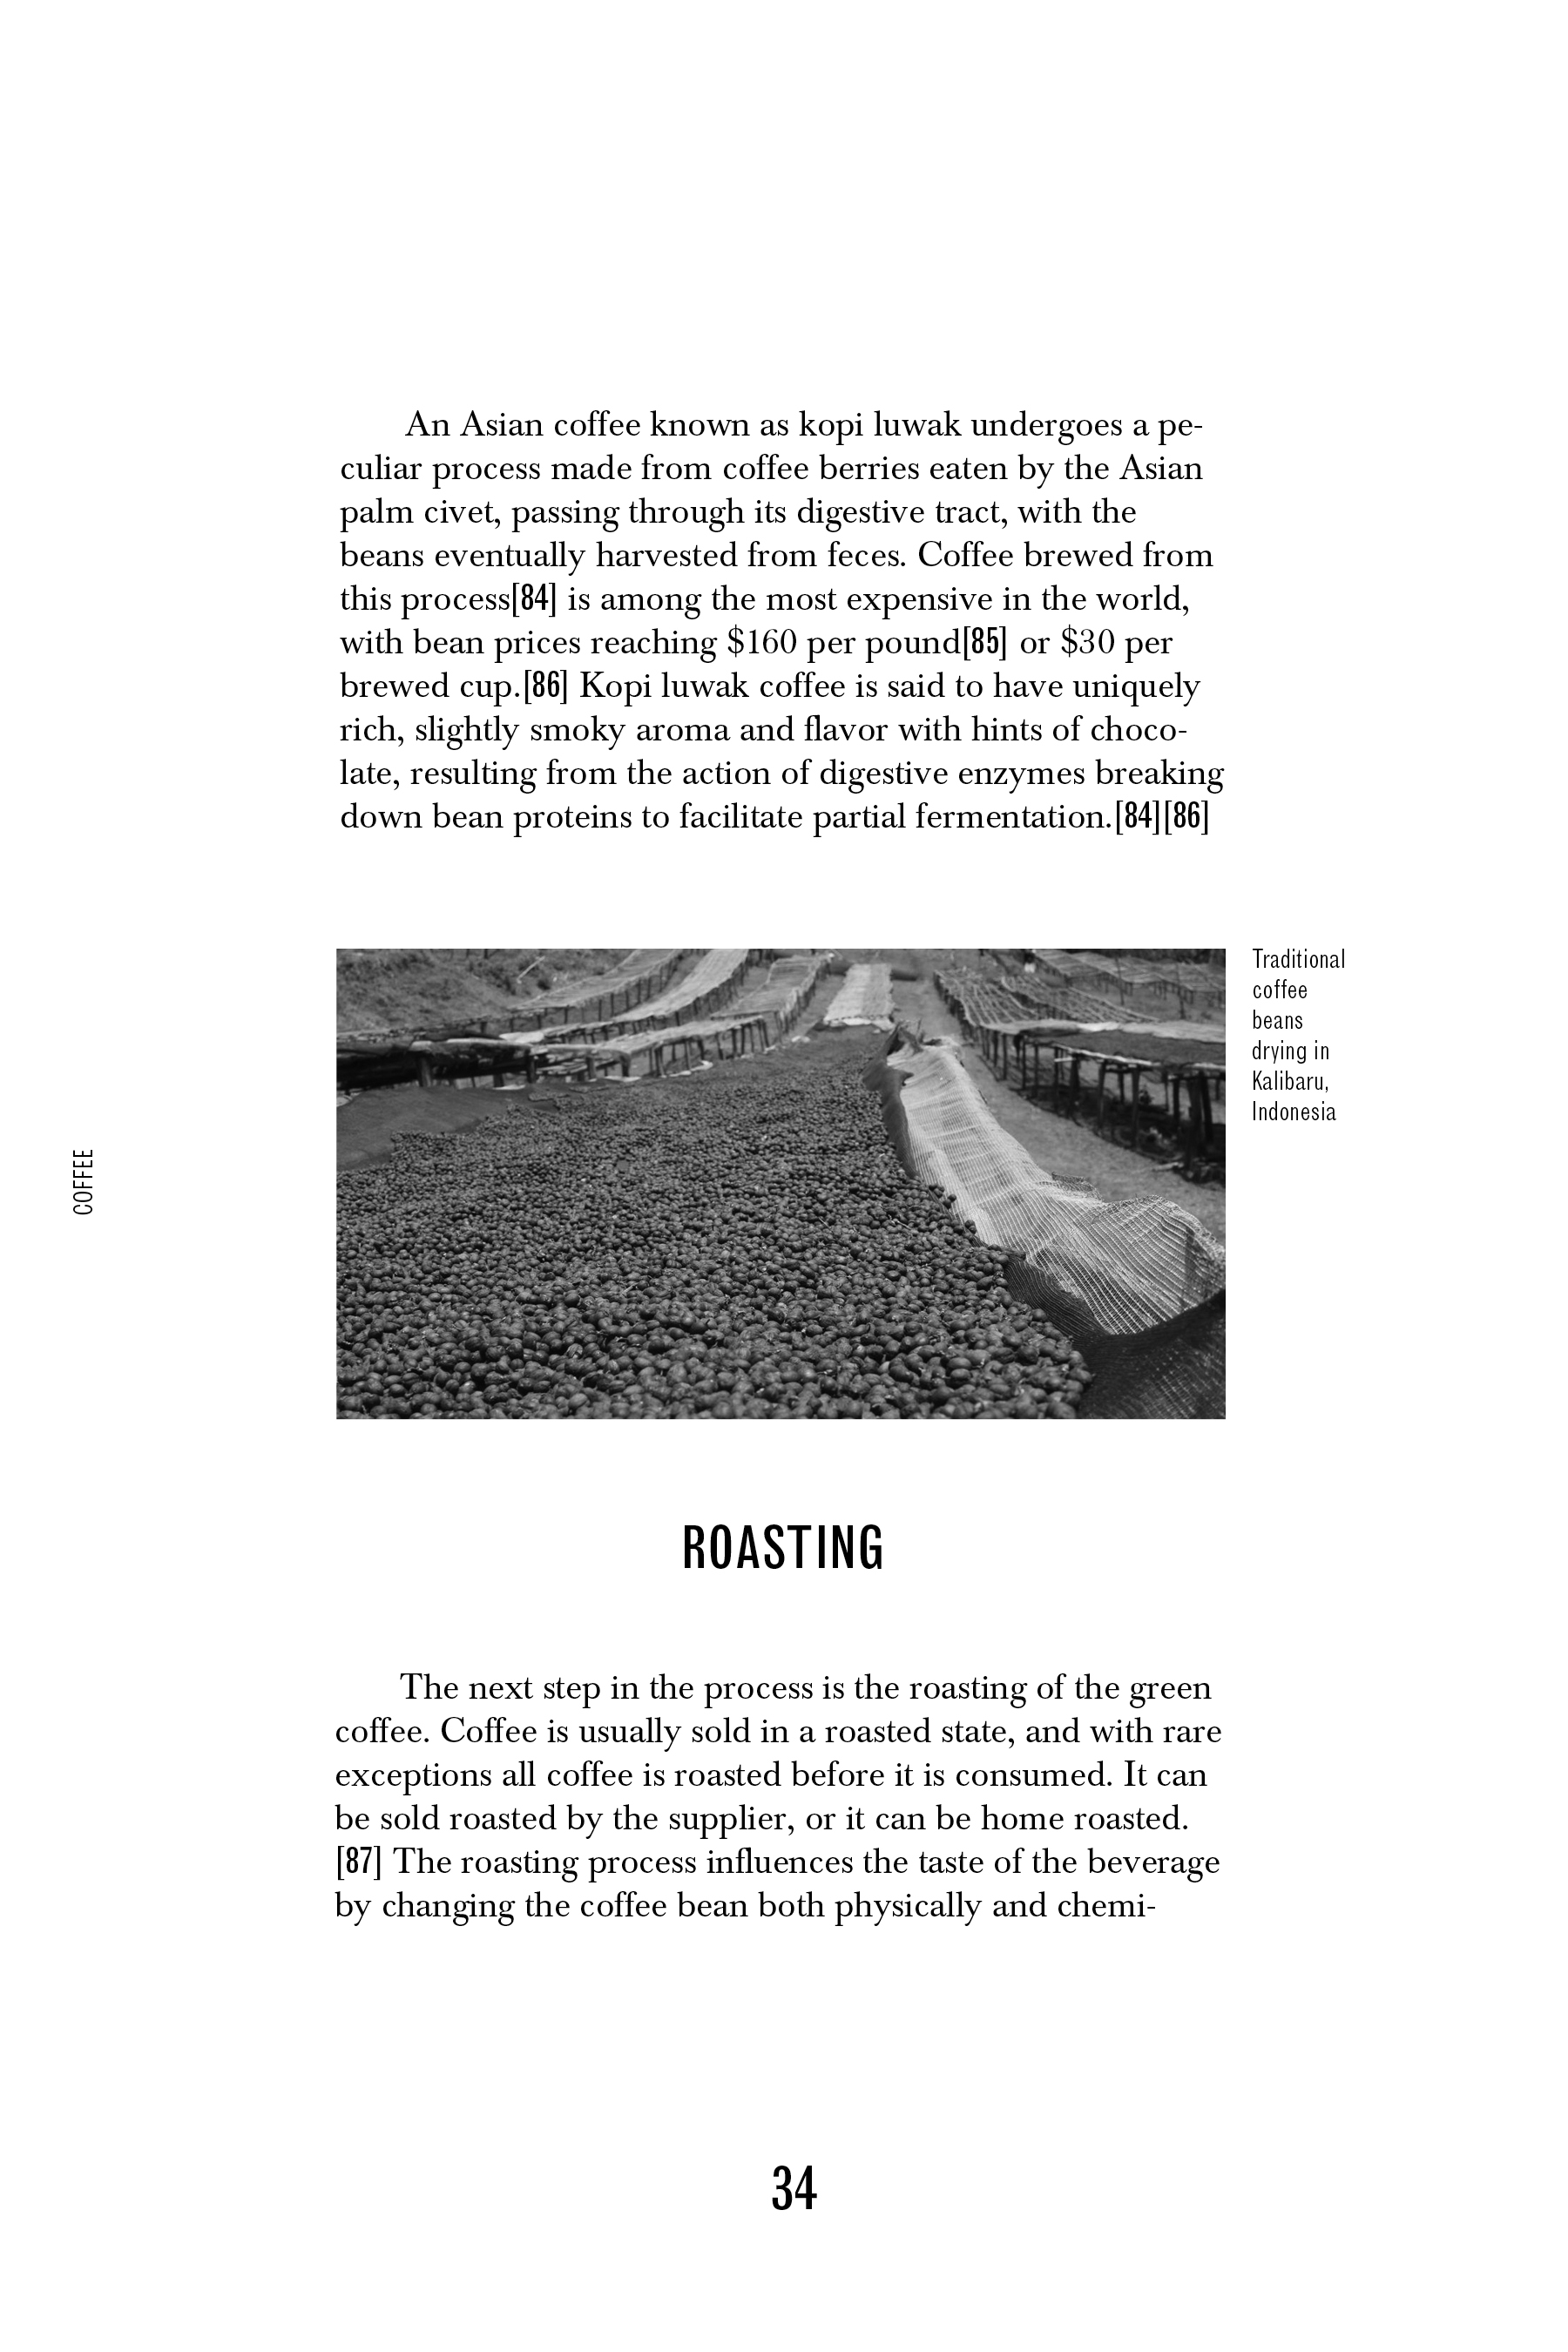 An Asian coffee known as kopi luwak undergoes a pe-
culiar process made from coffee berries eaten by the Asian
palm civet, passing through its digestive tract, with the
beans eventually harvested from feces. Coffee brewed from
this process[84] is among the most expensive in the world,
with bean prices reaching $160 per pound[85] or $30 per
brewed cup.[86] Kopi luwak coffee is said to have uniquely
rich, slightly smoky aroma and flavor with hints of choco-
late, resulting from the action of digestive enzymes breaking
down bean proteins to facilitate partial fermentation.[84][86]
Traditional
coffee
beans
drying in
Kalibaru,
Indonesia
COFFEE
ROASTING
The next step in the process is the roasting of the green
coffee. Coffee is usually sold in a roasted state, and with rare
exceptions all coffee is roasted before it is consumed. It can
be sold roasted by the supplier, or it can be home roasted.
[87] The roasting process influences the taste of the beverage
by changing the coffee bean both physically and chemi-
34